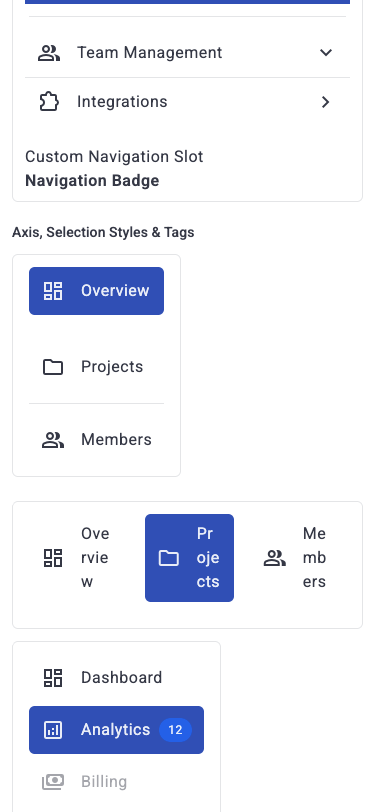 Team Management
Integrations
Custom Navigation Slot
Navigation Badge
Axis, Selection Styles & Tags
Overview
Projects
Members
Ove
rvie
w
Pr
oje
cts
Me
mb
ers
Dashboard
Analytics 12
Billing